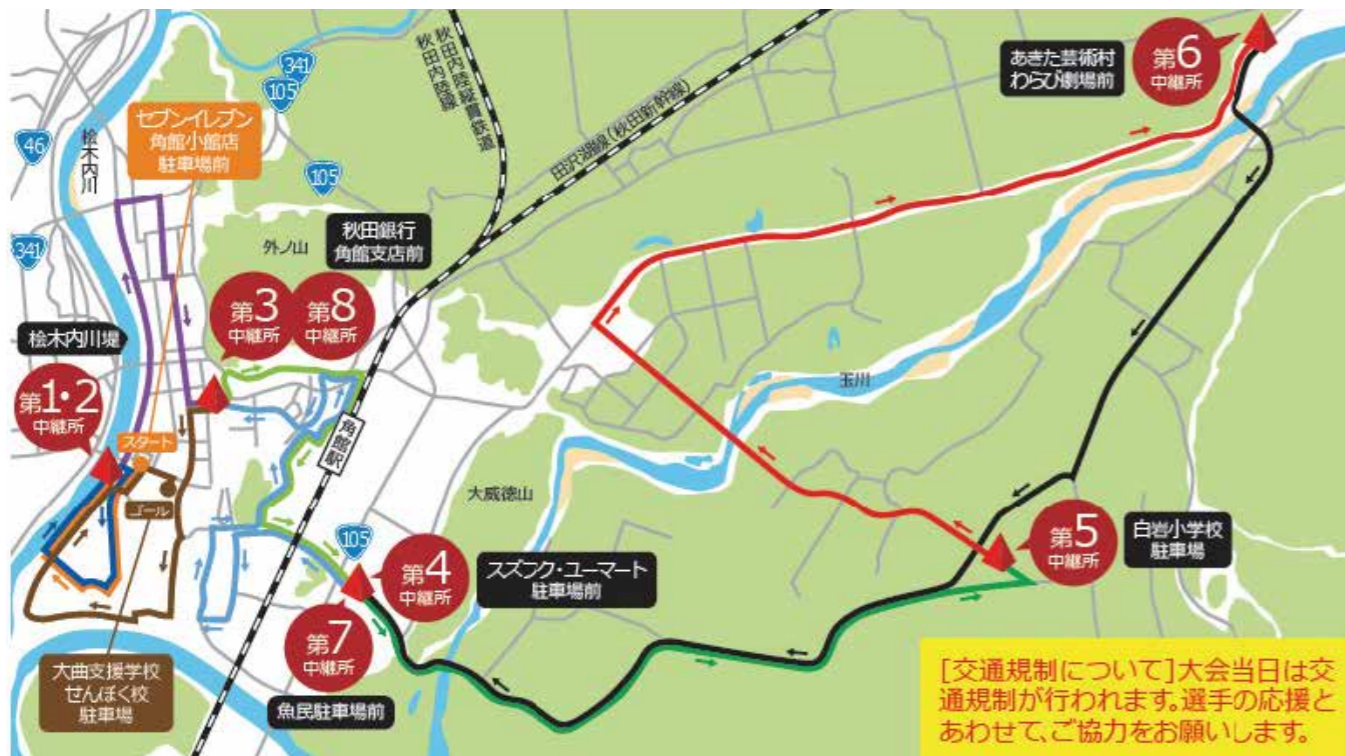 341
105
46
341
105
105
桧木内川
秋田内陸線
秋田内陸縦貫鉄道
田沢湖線(秋田新幹線)
セブンイレブン
角館小館店
駐車場前
外ノ山
秋田銀行
角館支店前
あきた芸術村
わらび劇場前
第6
中継所
第3
中継所
第8
中継所
桧木内川堤
第1・2
中継所
スタート
ゴール
角館駅
玉川
大威徳山
第4
中継所
スズック・ユーマート
駐車場前
第5
中継所
白岩小学校
駐車場
第7
中継所
魚民駐車場前
大曲支援学校
せんぼく校
駐車場
[交通規制について]大会当日は交
通規制が行われます。選手の応援と
あわせて、ご協力をお願いします。